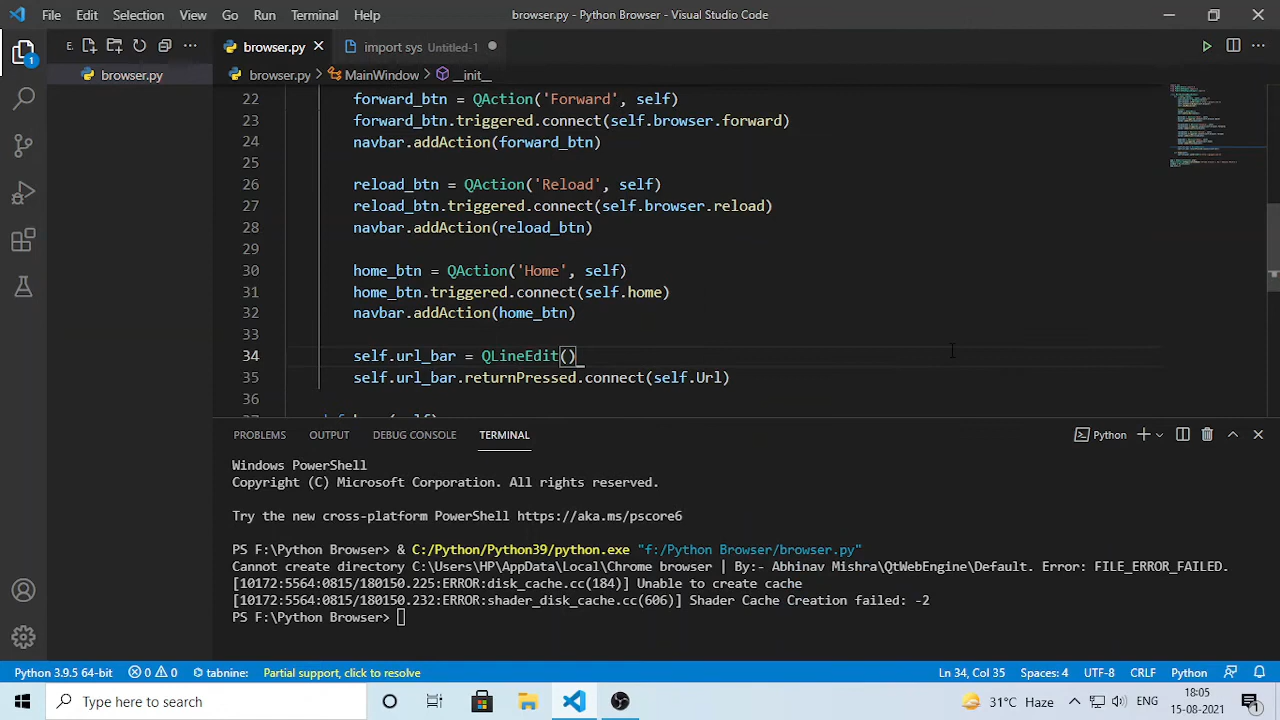 File Edit Selection View Go Run Terminal Help browser.py - Python Browser - Visual Studio Code
E.
browser.py import sys Untitled-1
browser.py
browser.py > MainWindow > __init__
22 forward_btn = QAction('Forward', self)
23 forward_btn.triggered.connect(self.browser.forward)
24 navbar.addAction(forward_btn)
25
26 reload_btn = QAction('Reload', self)
27 reload_btn.triggered.connect(self.browser.reload)
28 navbar.addAction(reload_btn)
29
30 home_btn = QAction('Home', self)
31 home_btn.triggered.connect(self.home)
32 navbar.addAction(home_btn)
33
34 self.url_bar = QLineEdit()
35 self.url_bar.returnPressed.connect(self.Url)
36
PROBLEMS OUTPUT DEBUG CONSOLE TERMINAL Python
Windows PowerShell
Copyright (C) Microsoft Corporation. All rights reserved.
Try the new cross-platform PowerShell https://aka.ms/pscore6
PS F:\Python Browser> & C:/Python/Python39/python.exe "f:/Python Browser/browser.py"
Cannot create directory C:\Users\HP\AppData\Local\Chrome browser | By:- Abhinav Mishra\QtWebEngine\Default. Error: FILE_ERROR_FAILED.
[10172:5564:0815/180150.225:ERROR:disk_cache.cc(184)] Unable to create cache
[10172:5564:0815/180150.232:ERROR:shader_disk_cache.cc(606)] Shader Cache Creation failed: -2
PS F:\Python Browser>
Python 3.9.5 64-bit 0 0 tabnine: Partial support, click to resolve Ln 34, Col 35 Spaces: 4 UTF-8 CRLF Python
Type here to search 31°C Haze ENG 18:05
15-08-2021 1